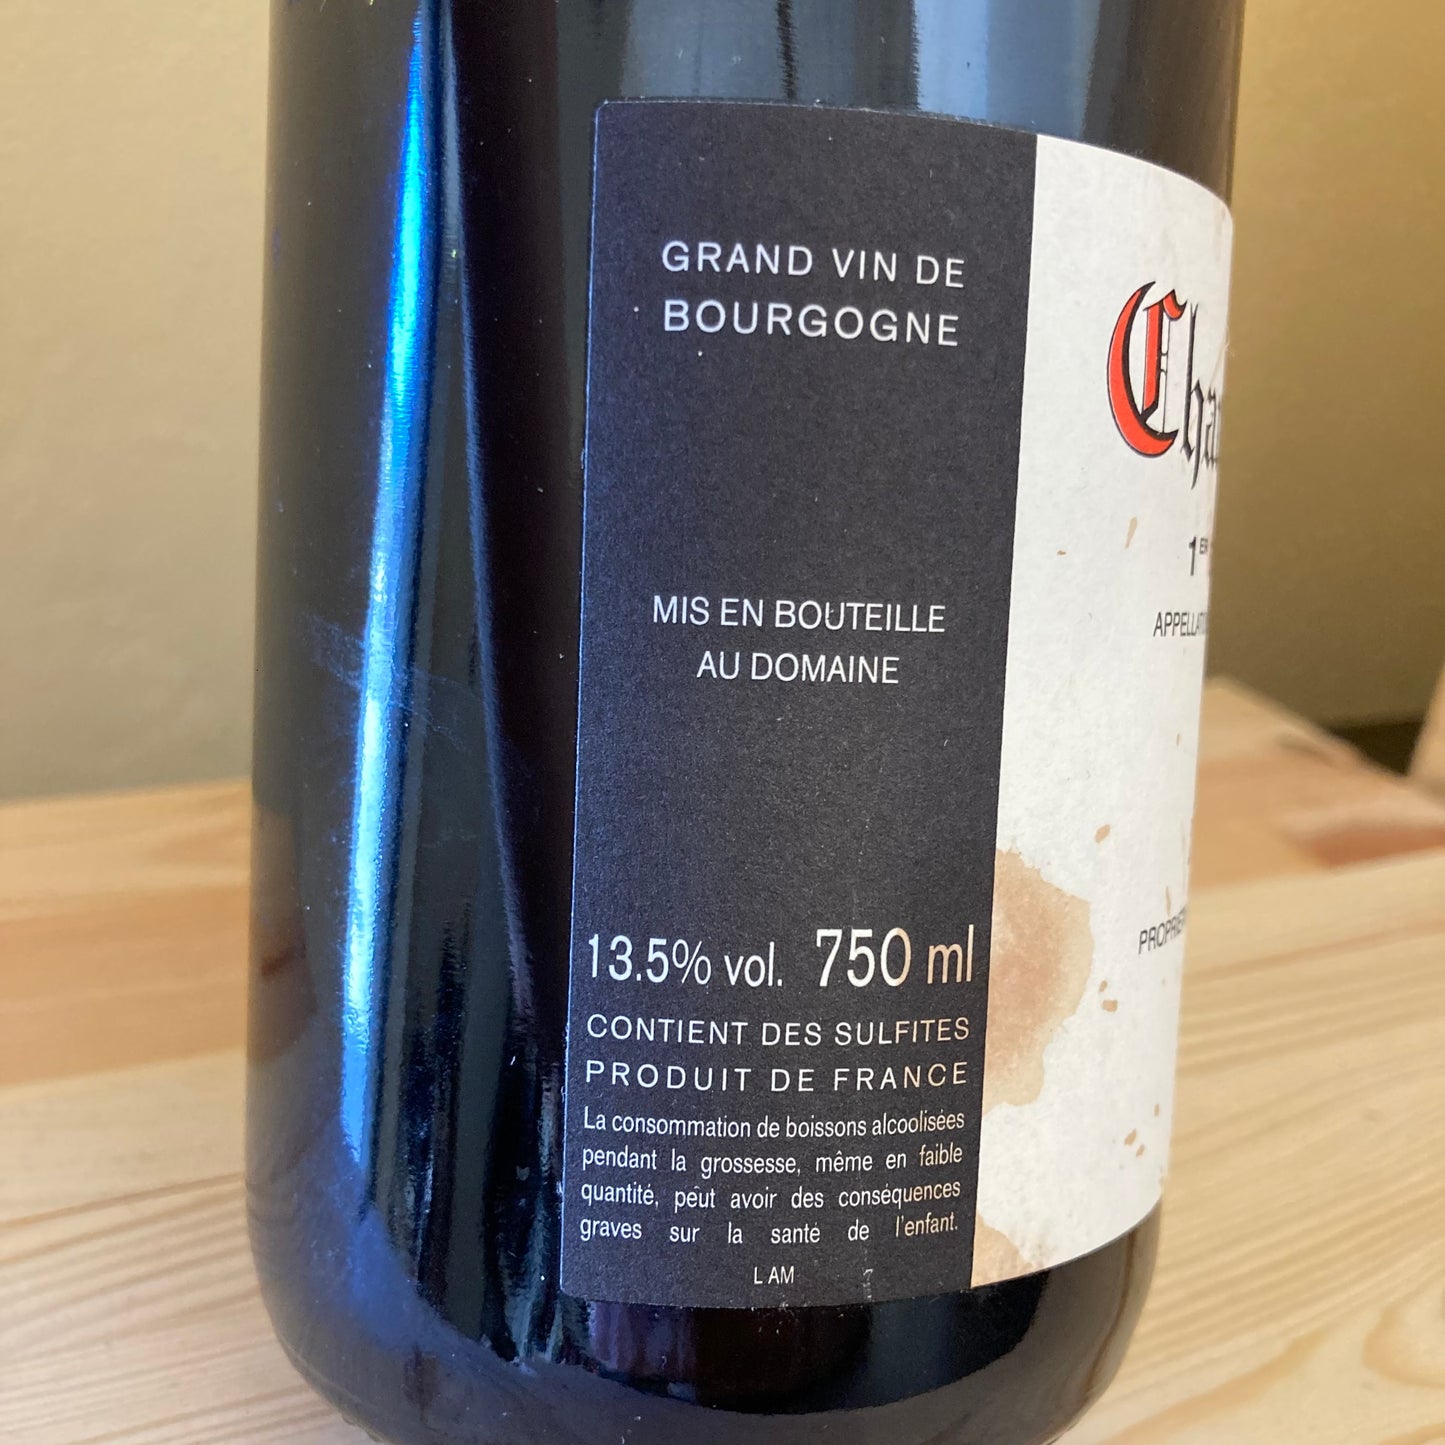 GRAND VIN DE
BOURGOGNE
MIS EN BOUTEILLE
AU DOMAINE
13.5% vol. 750 ml
CONTIENT DES SULFITES
PRODUIT DE FRANCE
La consommation de boissons alcoolisées
pendant la grossesse, même en faible
quantité, peut avoir des conséquences
graves sur la santé de l'enfant.
L AM 7
1ER